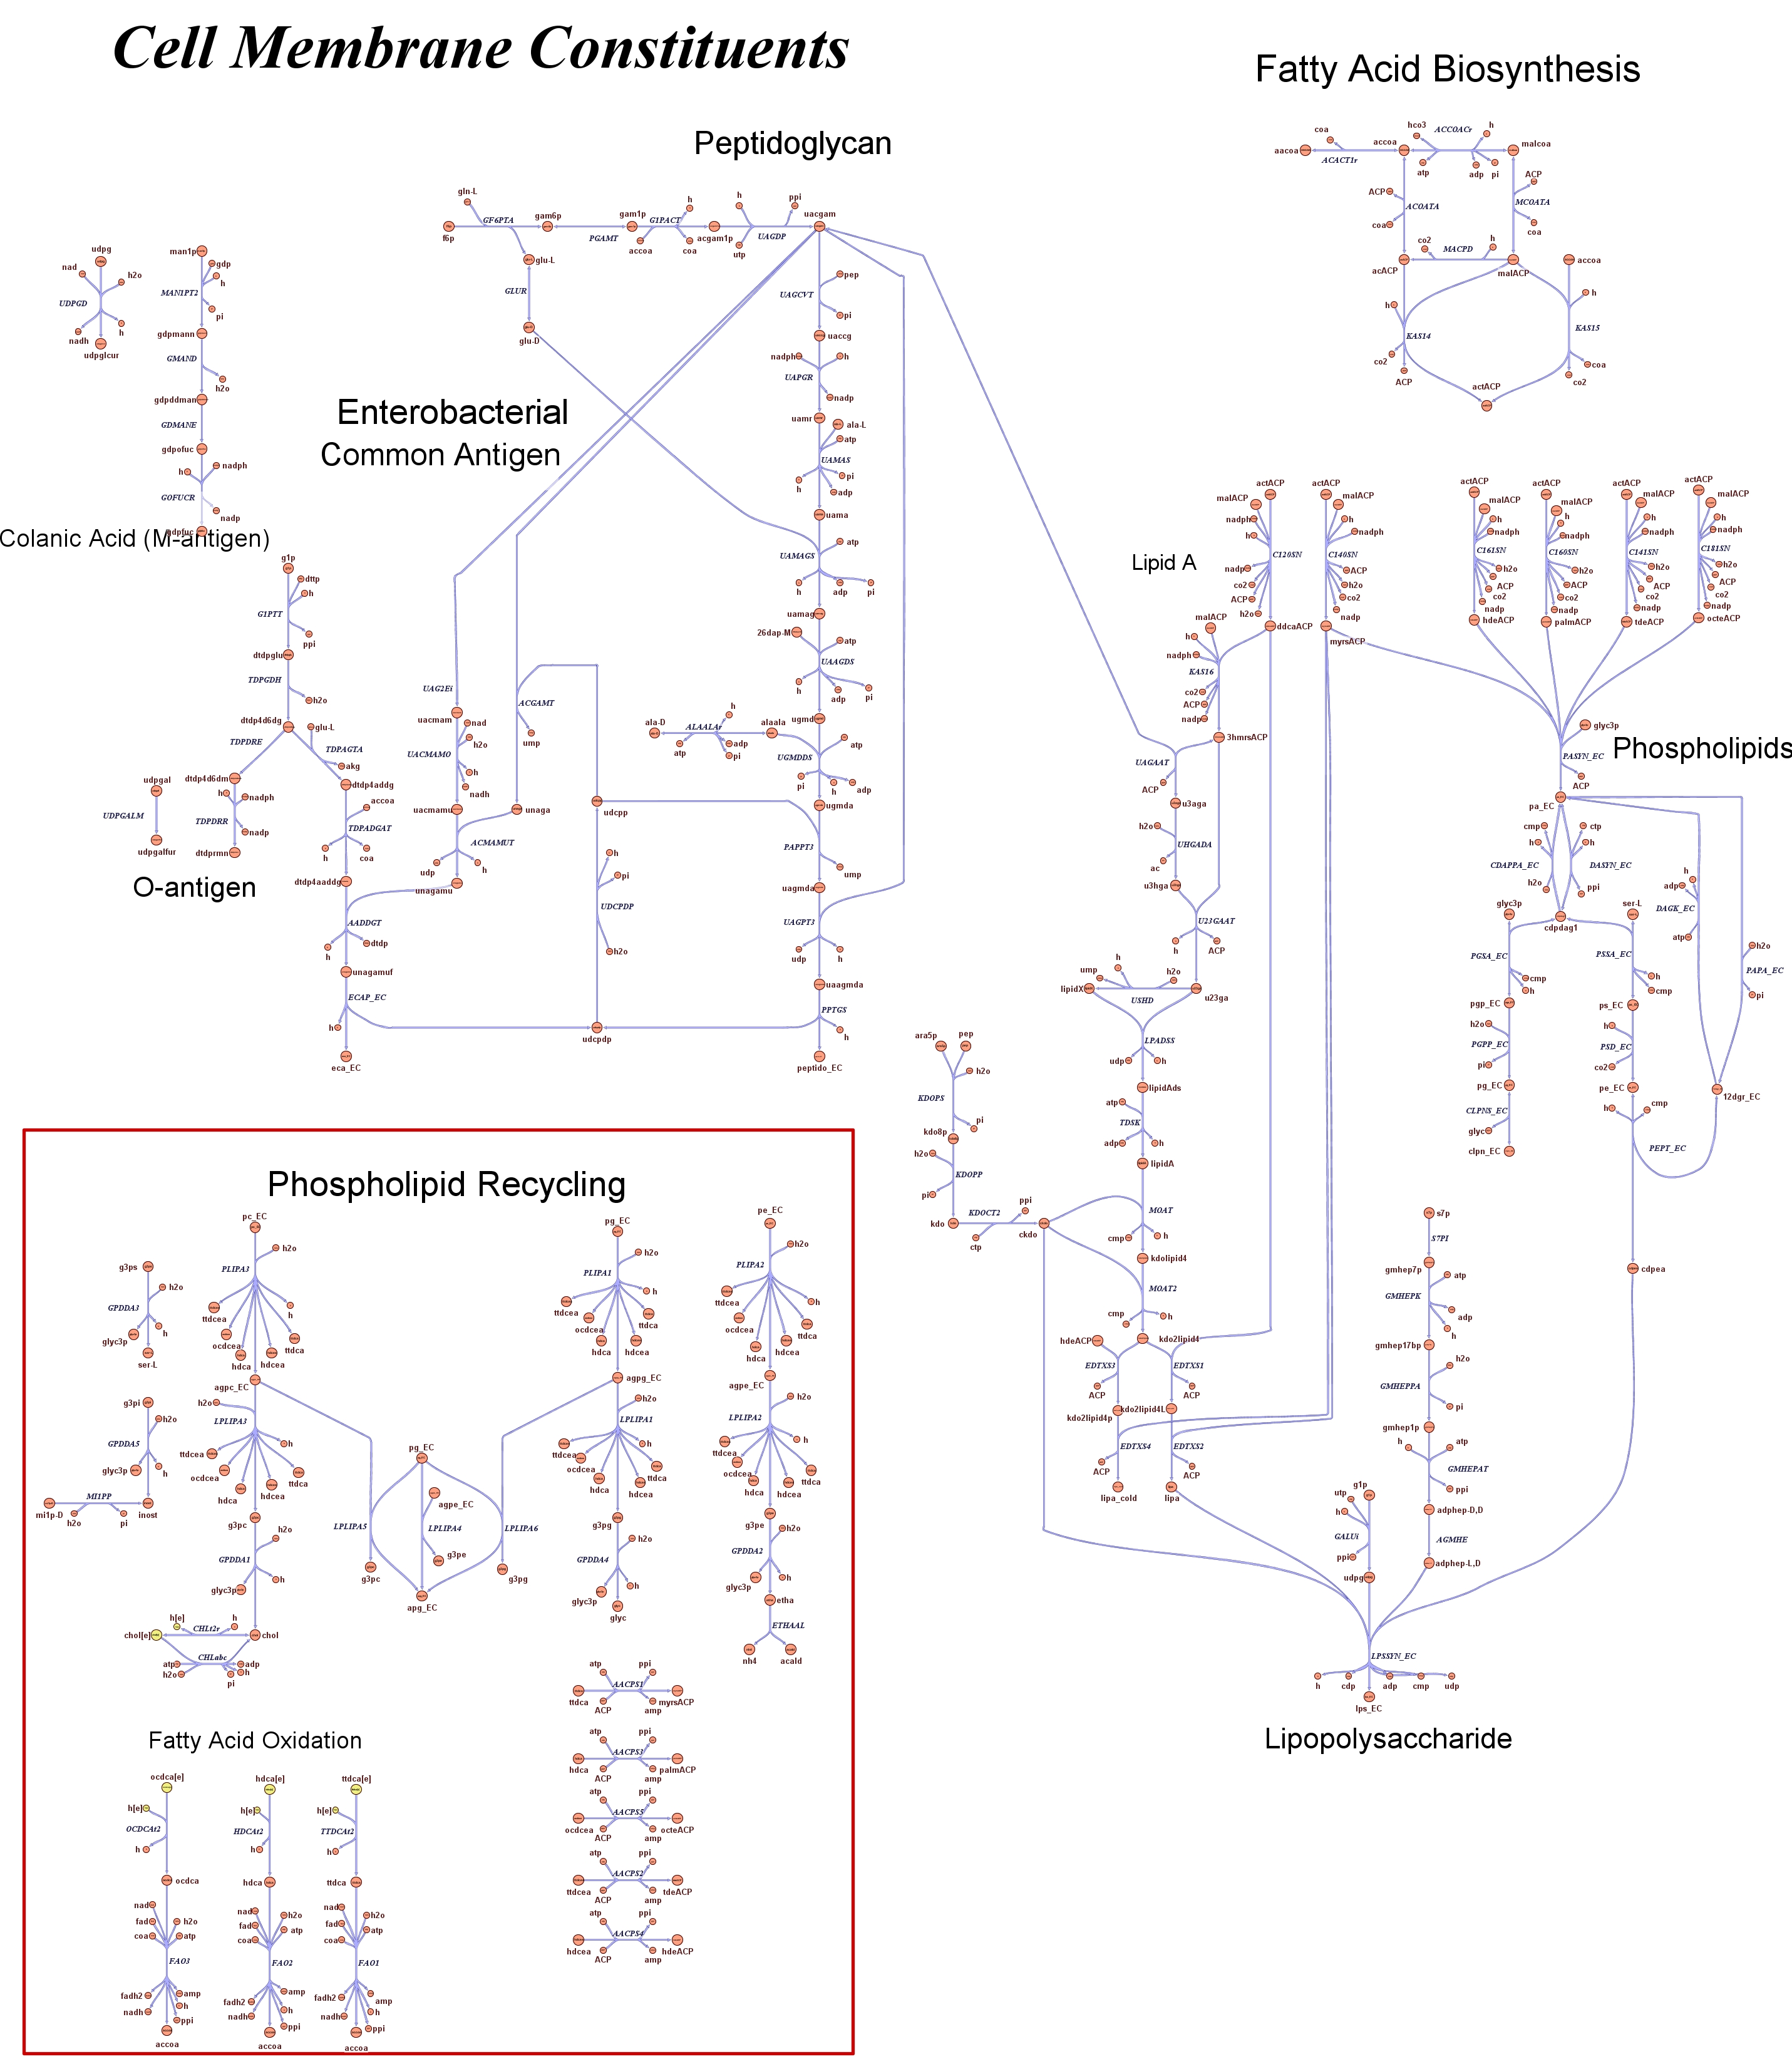 Cell Membrane Constituents
Fatty Acid Biosynthesis
Peptidoglycan
coa
hco3
ACCOACr
h
aacoa
accoa
malcoa
ACACT1r
atp
adp
pi
ACP
ACP
ACOATA
MCOATA
coa
coa
co2
MACPD
h
accoa
acACP
malACP
h
h
KAS14
KAS15
co2
coa
ACP
co2
actACP
gln-L
GF6PTA
gam6p
gam1p
G1PACT
h
h
ppi
uacgam
f6p
PGAMT
accoa
coa
acgam1p
utp
UAGDP
glu-L
GLUR
glu-D
udpg
nad
h2o
UDPGD
nadh
h
udpglcur
man1p
gdp
h
MAN1PT2
pi
gdpmann
GMAND
h2o
gdpddman
GDMANE
gdpofuc
h
nadph
GOFUCR
nadp
gdpfuc
Colanic Acid (M-antigen)
Enterobacterial
Common Antigen
pep
UAGCVT
pi
uaccg
nadph
h
UAPGR
nadp
uamr
ala-L
atp
UAMAS
pi
h
adp
uama
atp
UAMAGS
h
adp
pi
uamag
26dap-M
atp
UAAGDS
h
adp
pi
ugmd
ala-D
ALAALAr
h
alaala
atp
adp
pi
atp
UGMDDS
pi
h
adp
ugmda
PAPPT3
ump
uagmda
UAGPT3
udp
h
uaagmda
PPTGS
h
peptido_EC
g1p
dttp
h
G1PTT
ppi
dtdpglu
TDPGDH
h2o
dtdp4d6dg
glu-L
TDPDRE
TDPAGTA
akg
dtdp4d6dm
dtdp4addg
udpgal
h
nadph
accoa
UDPGALM
TDPDRR
nadp
TDPADGAT
h
coa
udpgalfur
dtdprmn
O-antigen
dtdp4aaddg
AADDGT
h
dtdp
unagamuf
ECAP_EC
h
eca_EC
UAG2Ei
uacmam
nad
h2o
UACMAMO
h
nadh
uacmamu
ACGAMT
ump
unaga
ACMAMUT
udp
h
unagamu
udcpp
h
pi
UDCPDP
h2o
udcpdp
Lipid A
actACP
malACP
nadph
h
C120SN
nadp
co2
ACP
h2o
ddcaACP
actACP
malACP
h
nadph
C140SN
ACP
h2o
co2
nadp
myrsACP
actACP
malACP
h
nadph
C161SN
h2o
ACP
co2
nadp
hdeACP
actACP
malACP
h
nadph
C160SN
h2o
ACP
co2
nadp
palmACP
actACP
malACP
h
nadph
C141SN
h2o
ACP
co2
nadp
tdeACP
actACP
malACP
h
nadph
C181SN
h2o
ACP
co2
nadp
octeACP
malACP
h
nadph
KAS16
co2
ACP
nadp
3hmrsACP
UAGAAT
ACP
u3aga
h2o
UHGADA
ac
u3hga
U23GAAT
h
ACP
ump
h
h2o
lipidX
USHD
u23ga
LPADSS
udp
h
lipidAds
atp
TDSK
adp
h
lipidA
MOAT
cmp
h
kdolipid4
MOAT2
cmp
h
hdeACP
kdo2lipid4
EDTXS3
EDTXS1
ACP
ACP
kdo2lipid4p
kdo2lipid4L
EDTXS4
EDTXS2
ACP
ACP
lipa_cold
lipa
ara5p
pep
h2o
KDOPS
pi
kdo8p
h2o
KDOPP
pi
kdo
KDOCT2
ppi
ctp
ckdo
glyc3p
Phospholipids
PASYN_EC
ACP
pa_EC
cmp
h
ctp
h
CDAPPA_EC
DASYN_EC
h2o
ppi
cdpdag1
h
adp
DAGK_EC
atp
h2o
PAPA_EC
pi
12dgr_EC
glyc3p
PGSA_EC
cmp
h
pgp_EC
h2o
PGPP_EC
pi
pg_EC
CLPNS_EC
glyc
clpn_EC
ser-L
PSSA_EC
h
cmp
ps_EC
h
PSD_EC
co2
pe_EC
h
cmp
PEPT_EC
cdpea
s7p
S7PI
gmhep7p
atp
GMHEPK
adp
h
gmhep17bp
h2o
GMHEPPA
pi
gmhep1p
h
atp
GMHEPAT
ppi
adphep-D,D
AGMHE
adphep-L,D
g1p
utp
h
GALUi
ppi
udpg
LPSSYN_EC
h
cdp
adp
cmp
udp
lps_EC
Lipopolysaccharide
Phospholipid Recycling
g3ps
h2o
GPDDA3
glyc3p
h
ser-L
g3pi
h2o
GPDDA5
glyc3p
h
MI1PP
mi1p-D
h2o
pi
inost
pc_EC
h2o
PLIPA3
h
ttdcea
ocdcea
hdca
hdcea
ttdca
agpc_EC
h2o
LPLIPA3
h
ttdcea
ocdcea
hdca
hdcea
ttdca
g3pc
h2o
GPDDA1
glyc3p
h
h[e]
h
chol[e]
CHLt2r
chol
CHLabc
atp
h2o
adp
h
pi
pg_EC
agpe_EC
LPLIPA5
LPLIPA4
LPLIPA6
g3pc
g3pe
g3pg
apg_EC
pg_EC
h2o
PLIPA1
h
ttdcea
ocdcea
hdca
hdcea
ttdca
agpg_EC
h2o
LPLIPA1
h
ttdcea
ocdcea
hdca
hdcea
ttdca
g3pg
h2o
GPDDA4
glyc3p
h
glyc
pe_EC
h2o
PLIPA2
h
ttdcea
ocdcea
hdca
hdcea
ttdca
agpe_EC
h2o
LPLIPA2
h
ttdcea
ocdcea
hdca
hdcea
ttdca
g3pe
h2o
GPDDA2
glyc3p
h
etha
ETHAAL
nh4
acald
atp
ppi
AACPS1
ttdca
myrsACP
ACP
amp
atp
ppi
AACPS3
hdca
palmACP
ACP
amp
atp
ppi
AACPS5
ocdcea
octeACP
ACP
amp
atp
ppi
AACPS2
ttdcea
tdeACP
ACP
amp
atp
ppi
AACPS4
hdcea
hdeACP
ACP
amp
Fatty Acid Oxidation
ocdca[e]
h[e]
OCDCAt2
h
ocdca
nad
fad
coa
h2o
atp
FAO3
fadh2
nadh
amp
h
ppi
accoa
hdca[e]
h[e]
HDCAt2
h
hdca
nad
fad
coa
h2o
atp
FAO2
fadh2
nadh
amp
h
ppi
accoa
ttdca[e]
h[e]
TTDCAt2
h
ttdca
nad
fad
coa
h2o
atp
FAO1
fadh2
nadh
amp
h
ppi
accoa